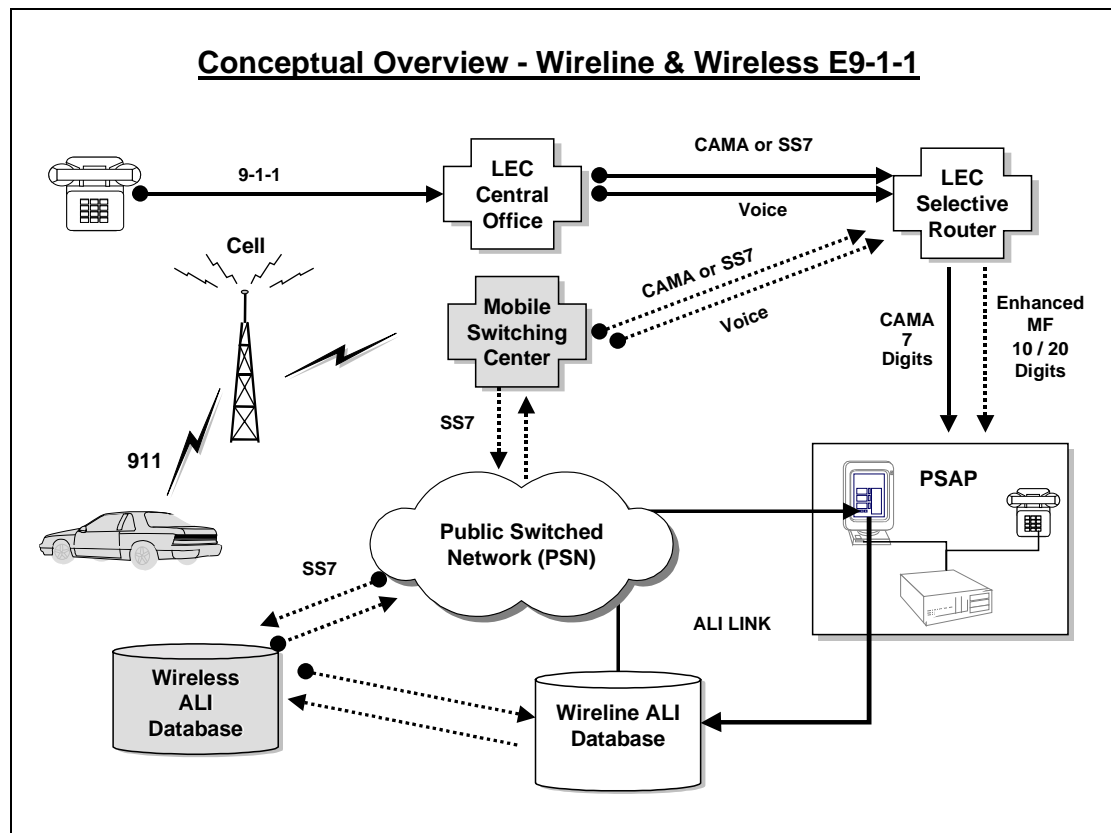 Conceptual Overview - Wireline & Wireless E9-1-1
9-1-1
LEC
Central
Office
CAMA or SS7
Voice
LEC
Selective
Router
Cell
Mobile
Switching
Center
CAMA or SS7
Voice
CAMA
7
Digits
Enhanced
MF
10 / 20
Digits
SS7
911
PSAP
Public Switched
Network (PSN)
SS7
ALI LINK
Wireless
ALI
Database
Wireline ALI
Database